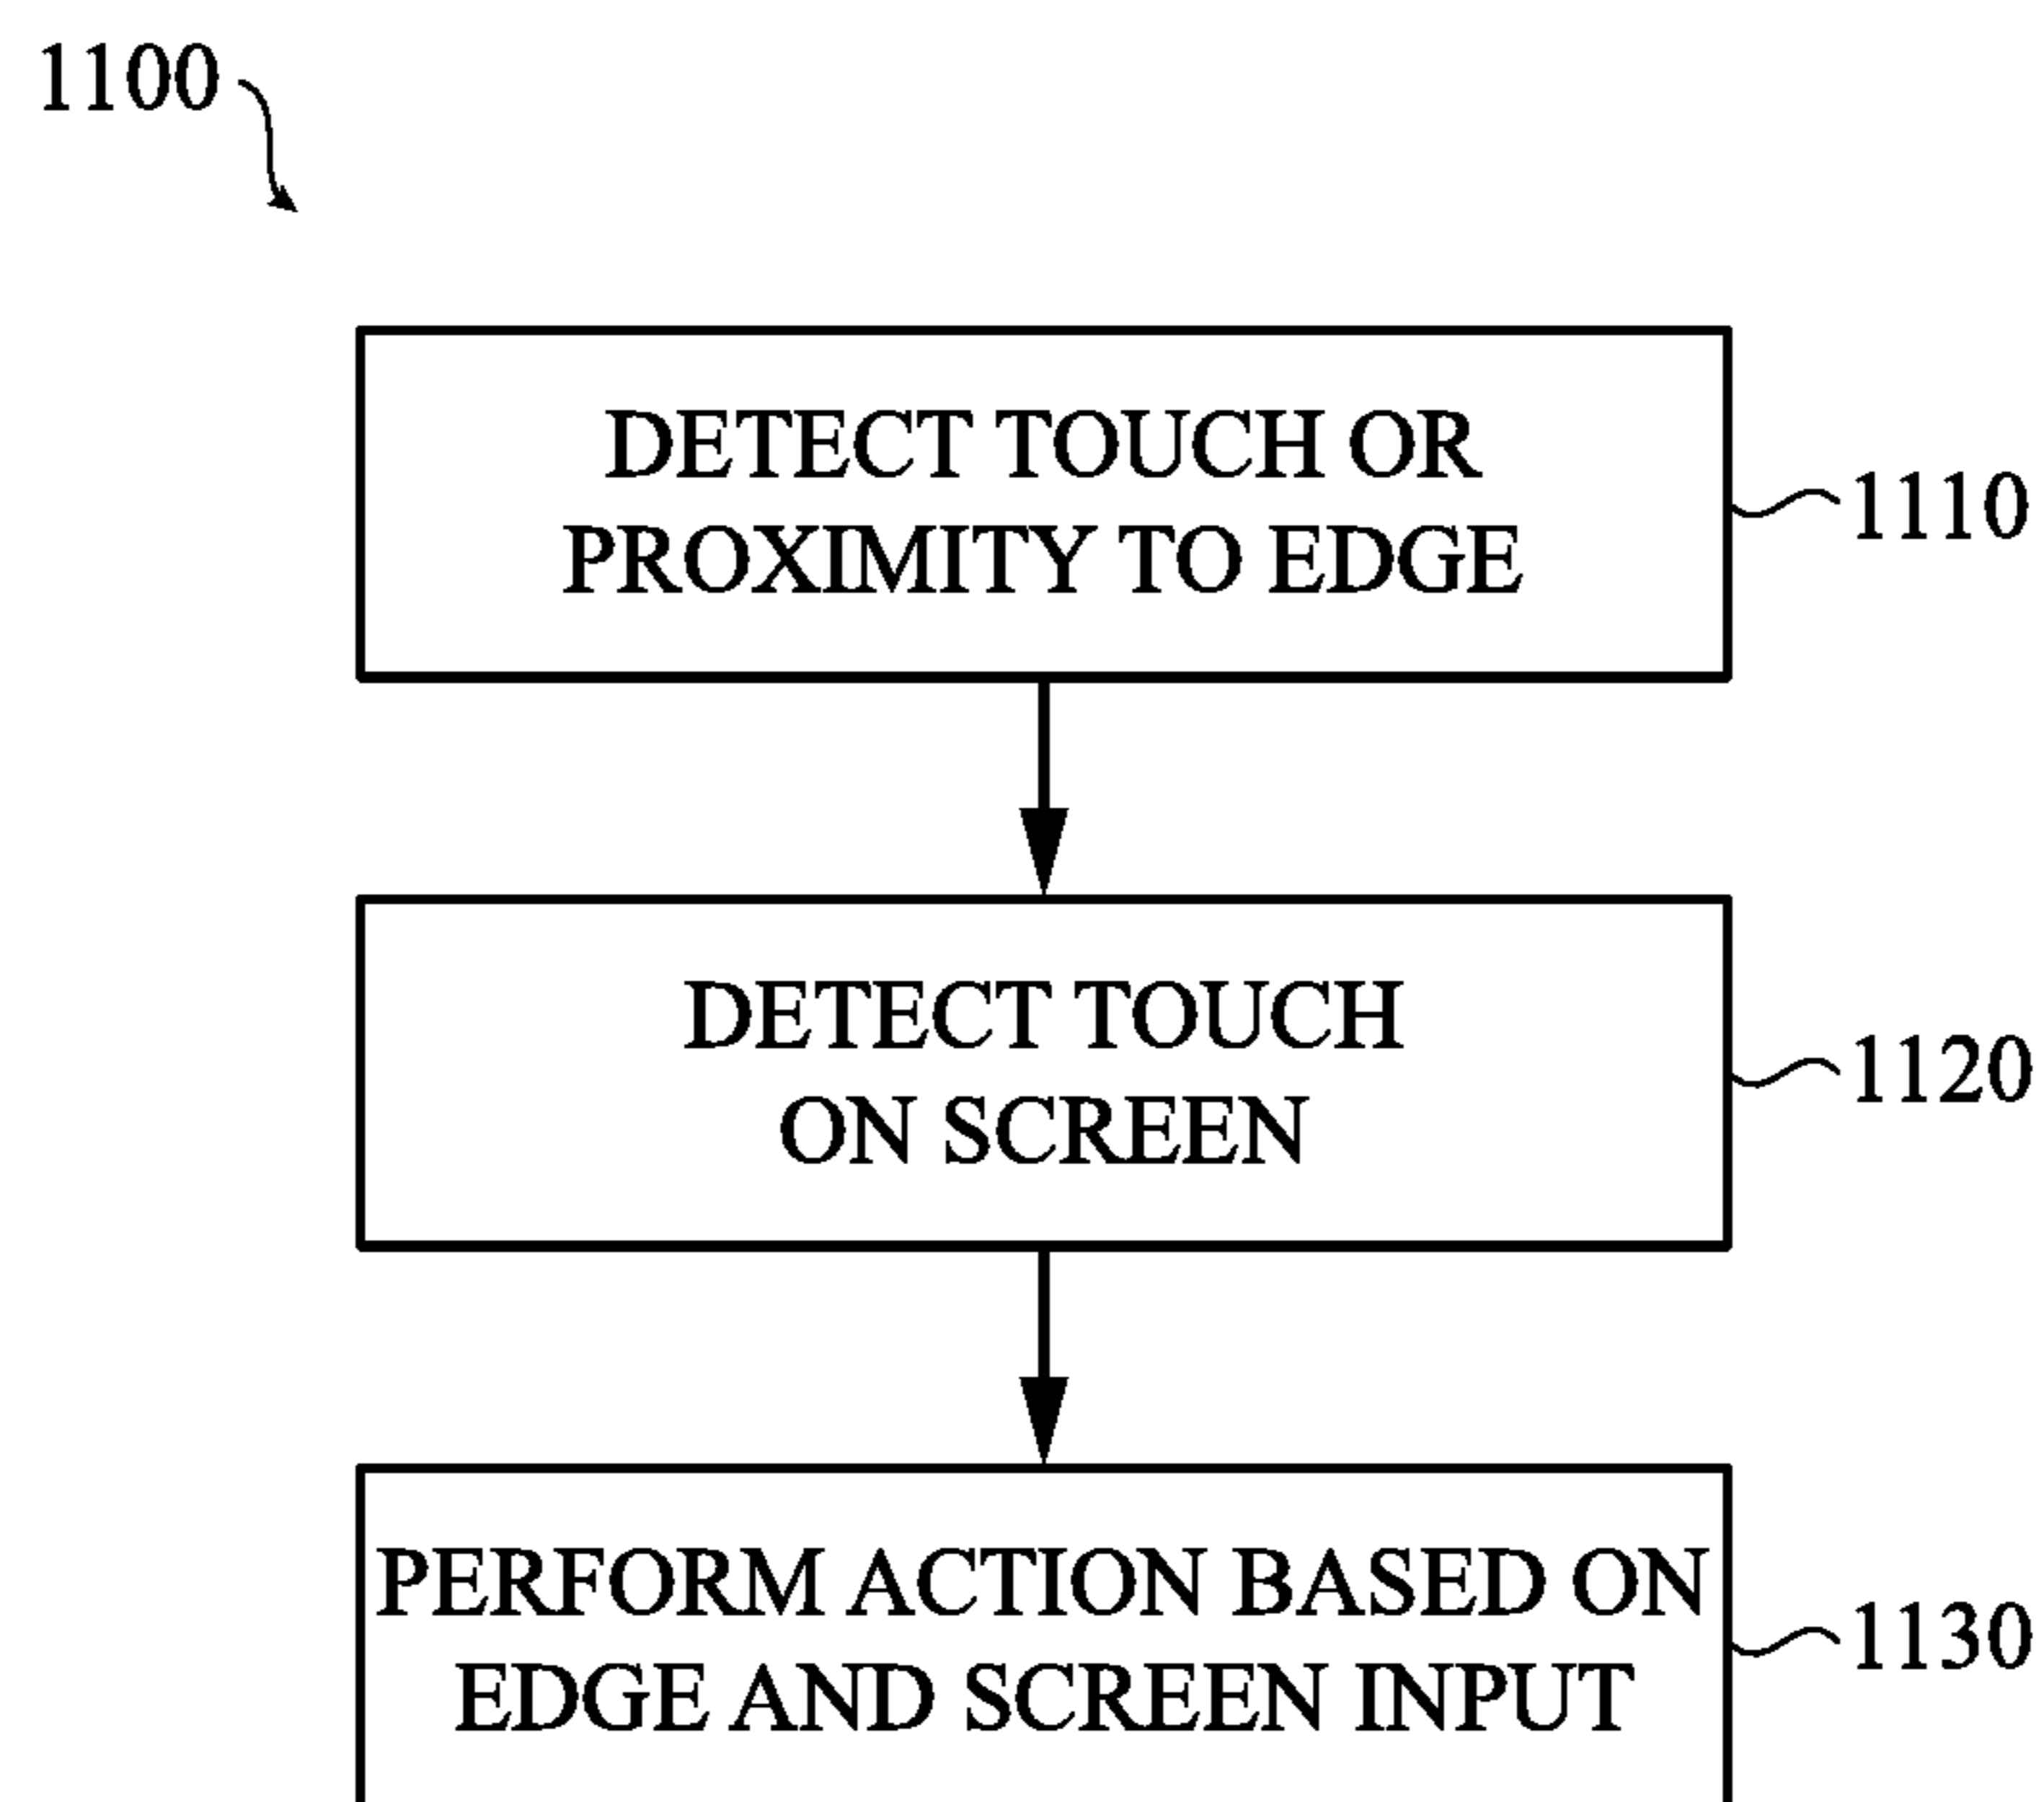 1100
DETECT TOUCH OR
PROXIMITY TO EDGE
1110
DETECT TOUCH
ON SCREEN
1120
PERFORM ACTION BASED ON
EDGE AND SCREEN INPUT
1130